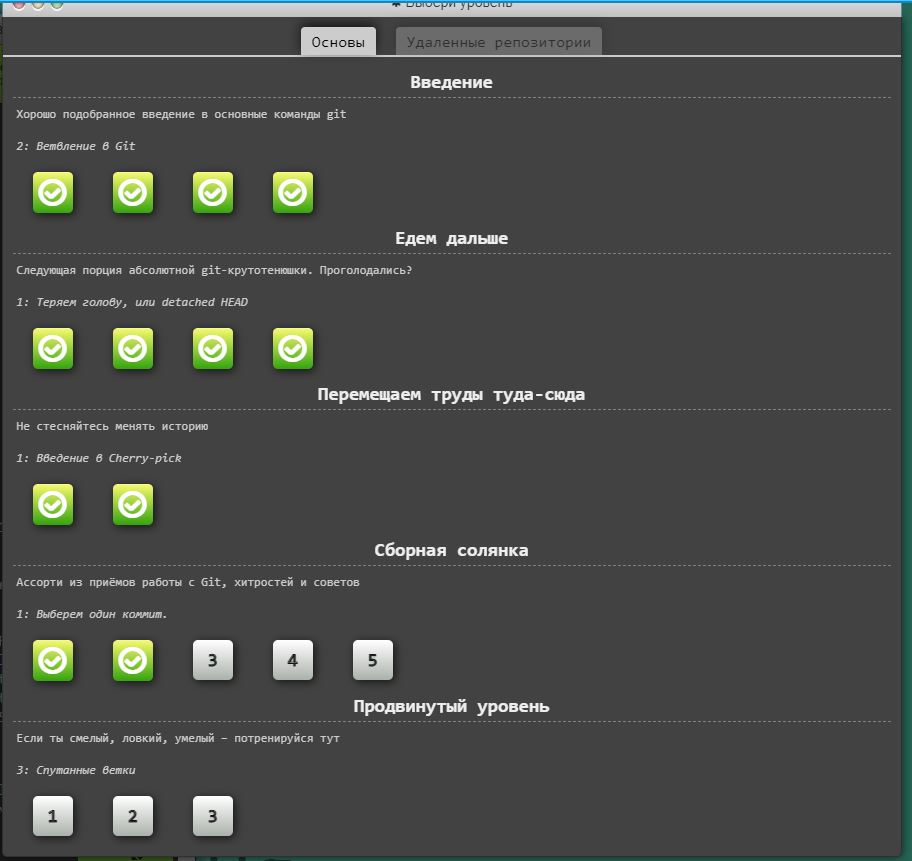 Выбери уровень
Основы
Удаленные репозитории
Введение
Хорошо подобранное введение в основные команды git
2: Ветвление в Git
Едем дальше
Следующая порция абсолютной git-крутотенюшки. Проголодались?
1: Теряем голову, или detached HEAD
Перемещаем труды туда-сюда
Не стесняйтесь менять историю
1: Введение в Cherry-pick
Сборная солянка
Ассорти из приёмов работы с Git, хитростей и советов
1: Выберем один коммит.
3 4 5
Продвинутый уровень
Если ты смелый, ловкий, умелый – потренируйся тут
3: Спутанные ветки
1 2 3